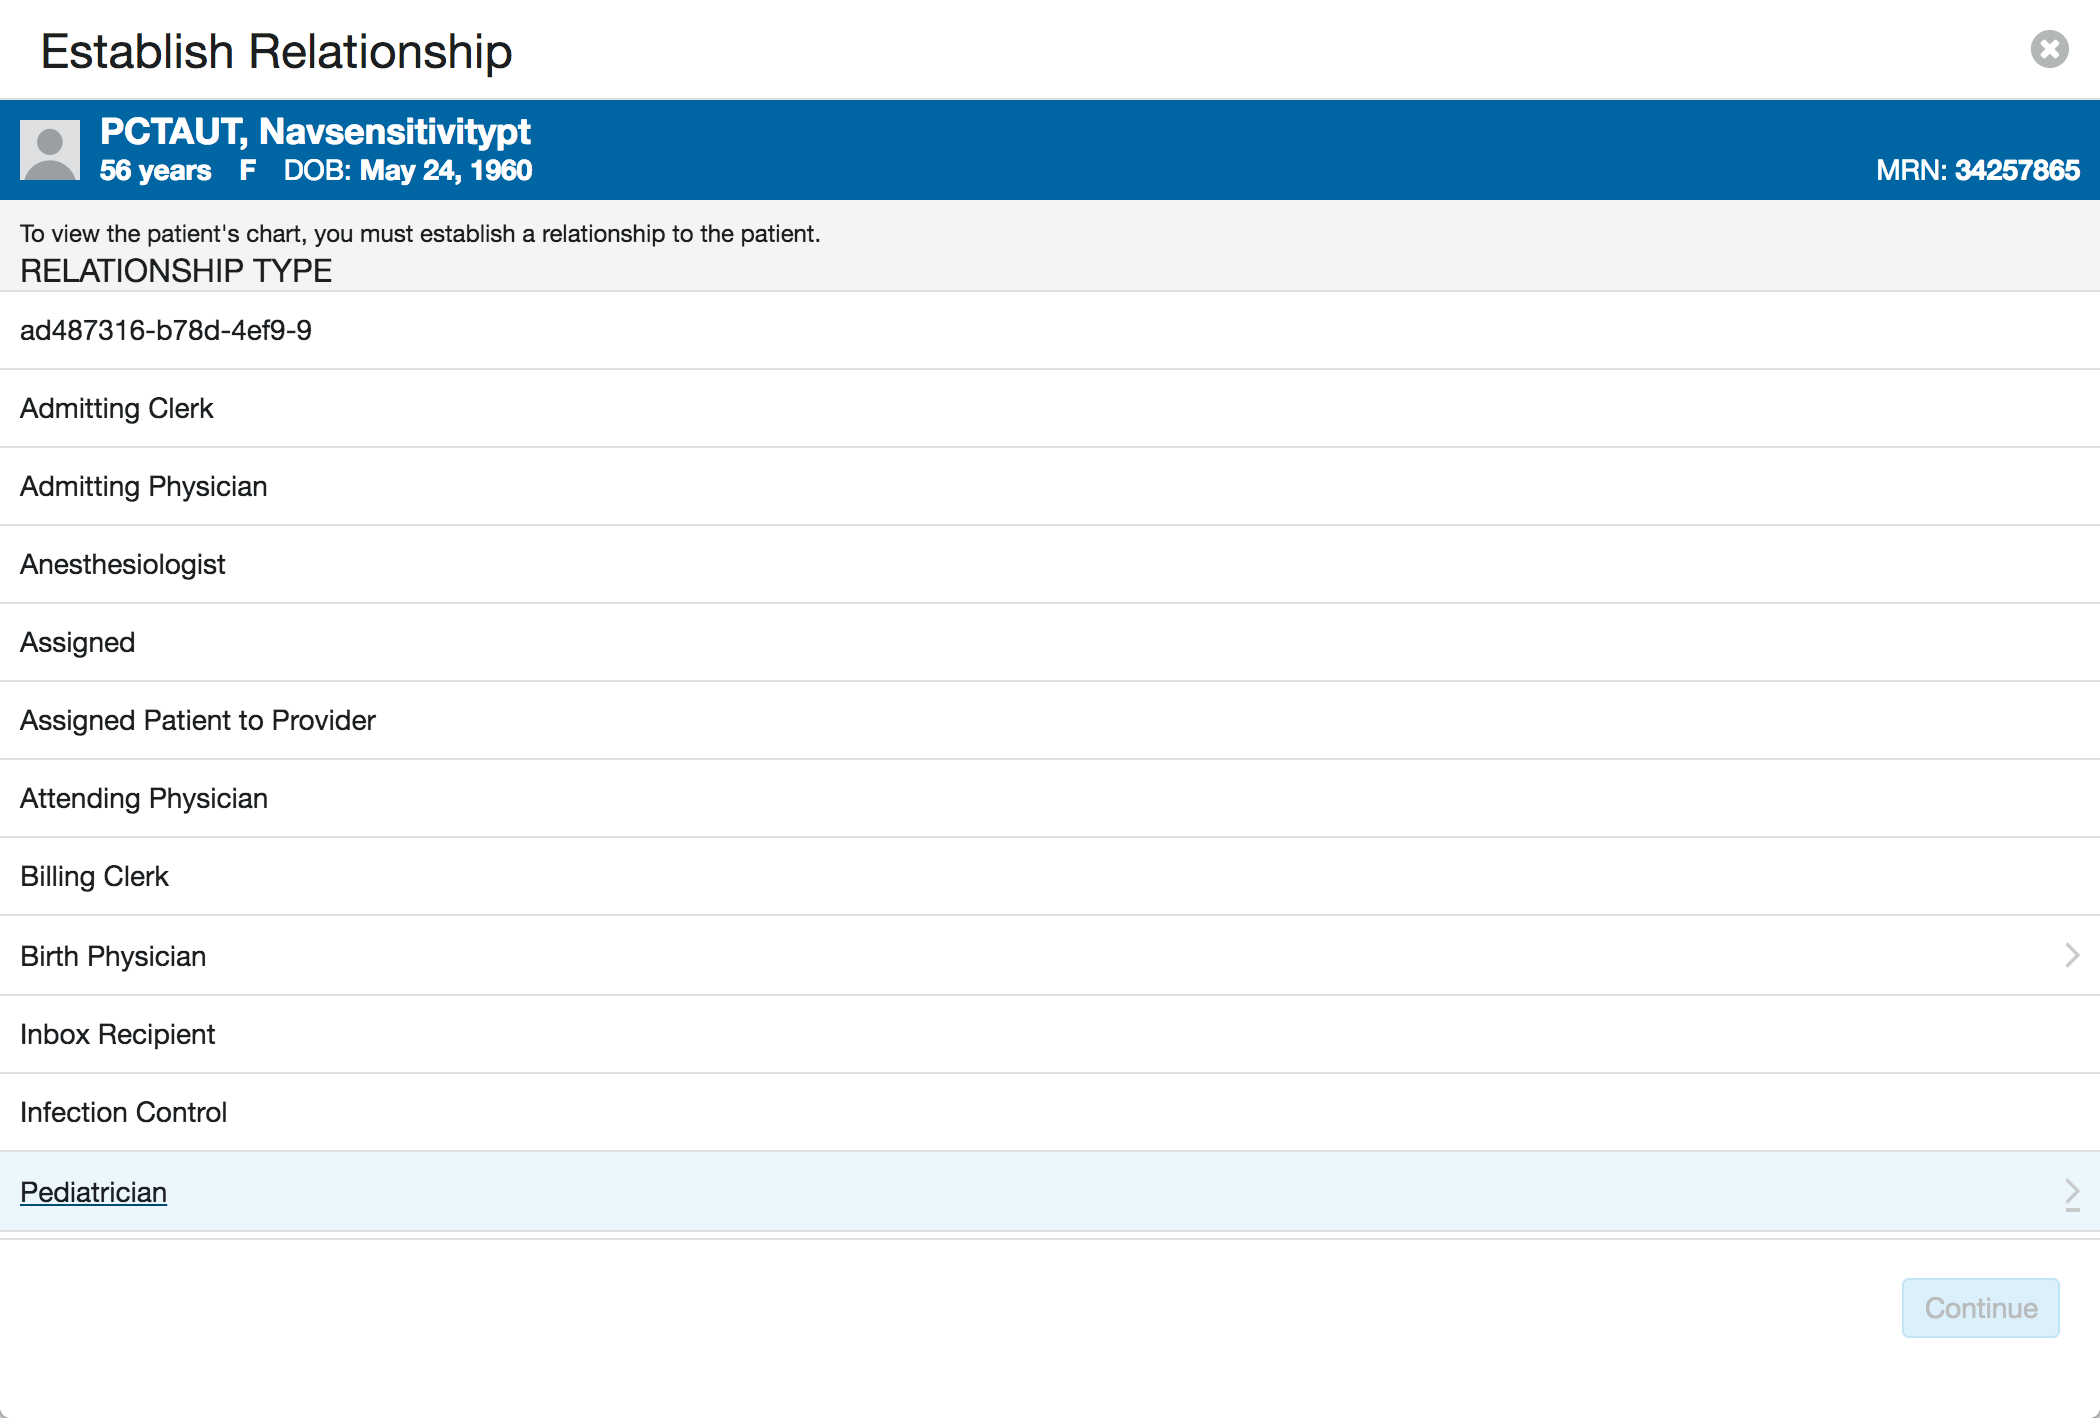 Establish Relationship
PCTAUT, Navsensitivitypt
56 years F DOB: May 24, 1960 MRN: 34257865
To view the patient's chart, you must establish a relationship to the patient.
RELATIONSHIP TYPE
ad487316-b78d-4ef9-9
Admitting Clerk
Admitting Physician
Anesthesiologist
Assigned
Assigned Patient to Provider
Attending Physician
Billing Clerk
Birth Physician
Inbox Recipient
Infection Control
Pediatrician
Continue